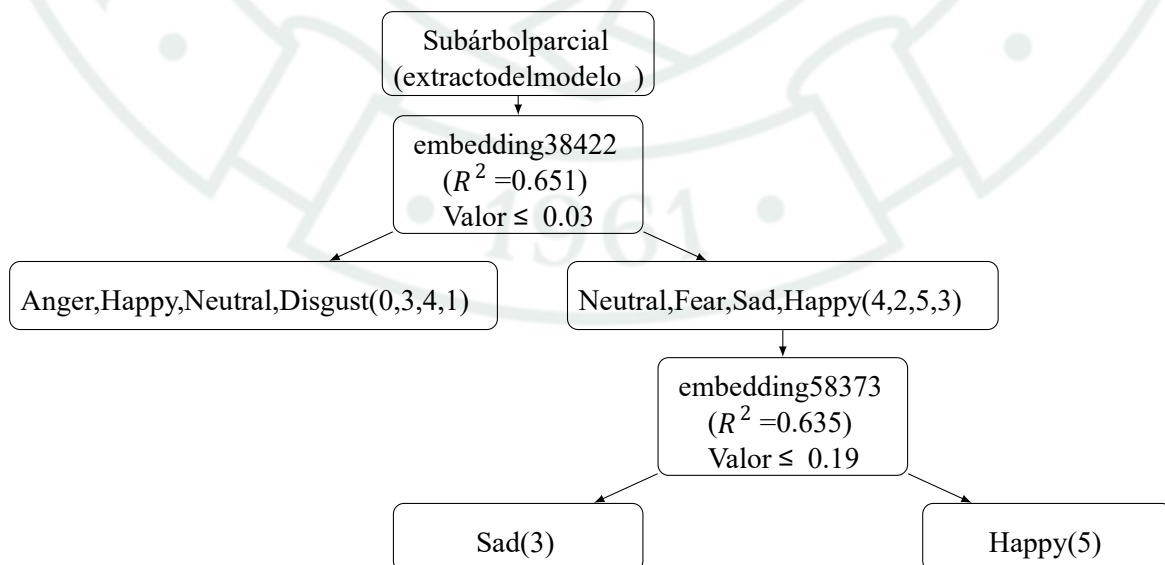 Subárbolparcial
(extractodelmodelo )
embedding38422
(R² =0.651)
Valor ≤ 0.03
1961
Anger,Happy,Neutral,Disgust(0,3,4,1)
Neutral,Fear,Sad,Happy(4,2,5,3)
embedding58373
(R² =0.635)
Valor ≤ 0.19
Sad(3)
Happy(5)